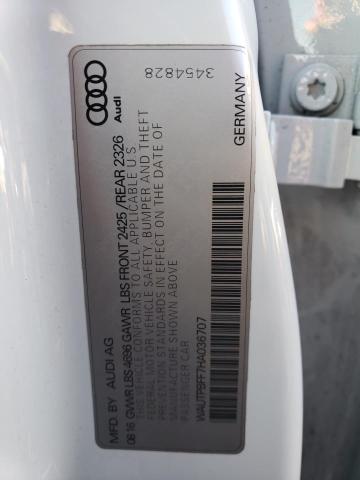 MFD. BY AUDI AG
06 16 GVWR LBS 4696 GAWR LBS FRONT 2425 /REAR 2326
THIS VEHICLE CONFORMS TO ALL APPLICABLE U.S.
FEDERAL MOTOR VEHICLE SAFETY, BUMPER AND THEFT
PREVENTION STANDARDS IN EFFECT ON THE DATE OF
MANUFACTURE SHOWN ABOVE
PASSENGER CAR
WAUTPBFF7HA036707
GERMANY
Audi
3454828